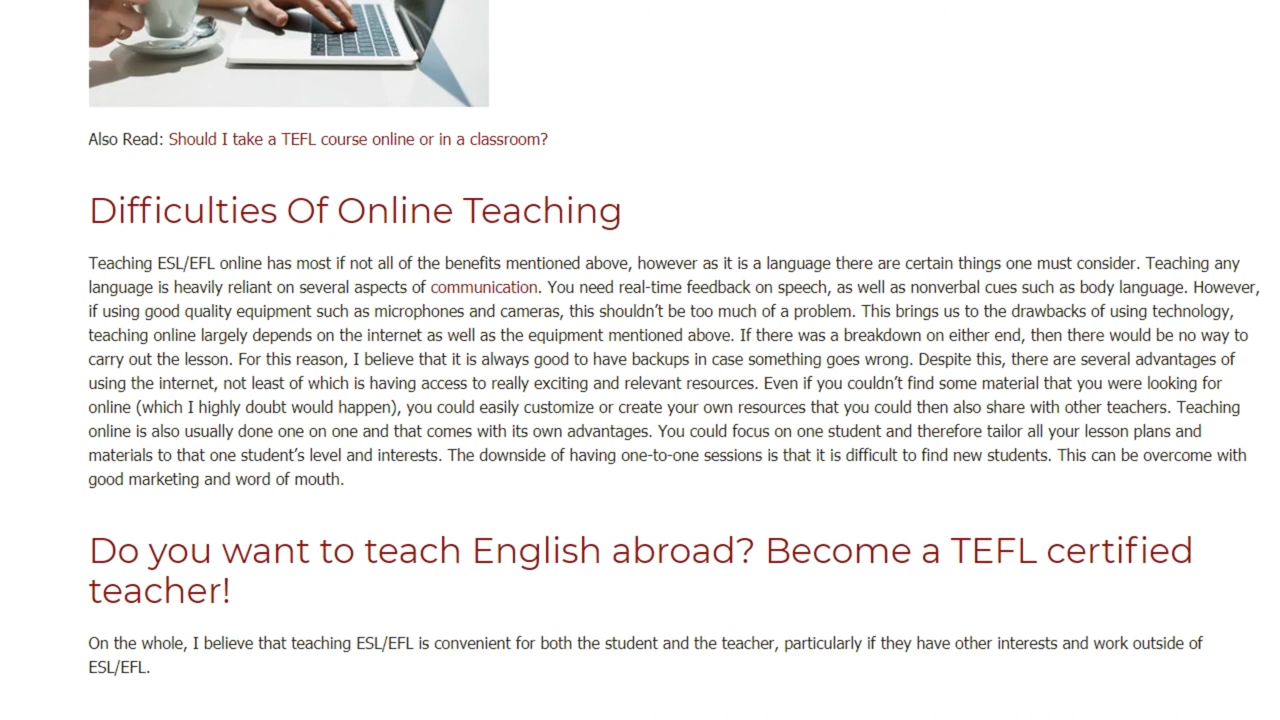 Also Read: Should I take a TEFL course online or in a classroom?
Difficulties Of Online Teaching
Teaching ESL/EFL online has most if not all of the benefits mentioned above, however as it is a language there are certain things one must consider. Teaching any
language is heavily reliant on several aspects of communication. You need real-time feedback on speech, as well as nonverbal cues such as body language. However,
if using good quality equipment such as microphones and cameras, this shouldn’t be too much of a problem. This brings us to the drawbacks of using technology,
teaching online largely depends on the internet as well as the equipment mentioned above. If there was a breakdown on either end, then there would be no way to
carry out the lesson. For this reason, I believe that it is always good to have backups in case something goes wrong. Despite this, there are several advantages of
using the internet, not least of which is having access to really exciting and relevant resources. Even if you couldn’t find some material that you were looking for
online (which I highly doubt would happen), you could easily customize or create your own resources that you could then also share with other teachers. Teaching
online is also usually done one on one and that comes with its own advantages. You could focus on one student and therefore tailor all your lesson plans and
materials to that one student’s level and interests. The downside of having one-to-one sessions is that it is difficult to find new students. This can be overcome with
good marketing and word of mouth.
Do you want to teach English abroad? Become a TEFL certified
teacher!
On the whole, I believe that teaching ESL/EFL is convenient for both the student and the teacher, particularly if they have other interests and work outside of
ESL/EFL.